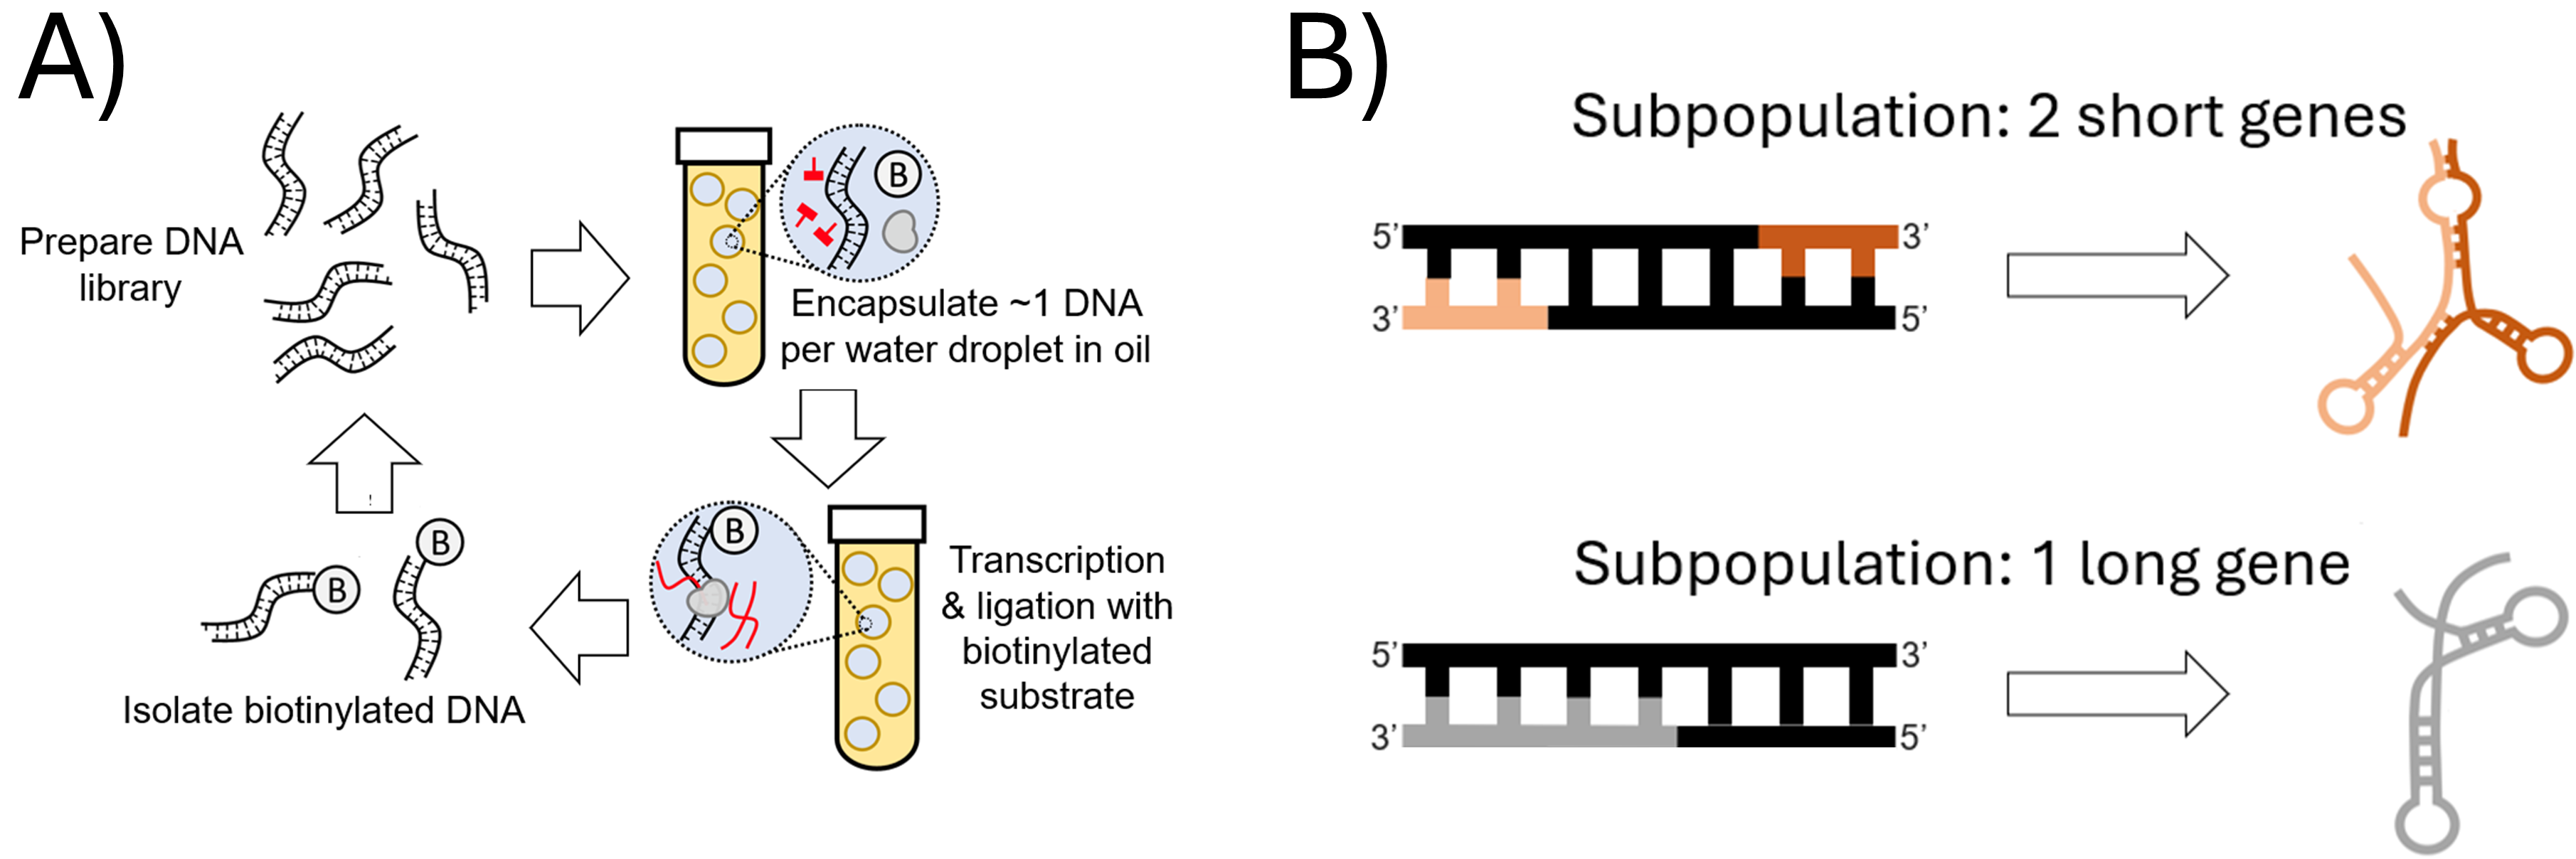 A)
Prepare DNA
library
B
Encapsulate ~1 DNA
per water droplet in oil
B
Transcription
& ligation with
biotinylated
substrate
B
B
Isolate biotinylated DNA
!
B)
Subpopulation: 2 short genes
5’ 3’
3’ 5’
Subpopulation: 1 long gene
5’ 3’
3’ 5’